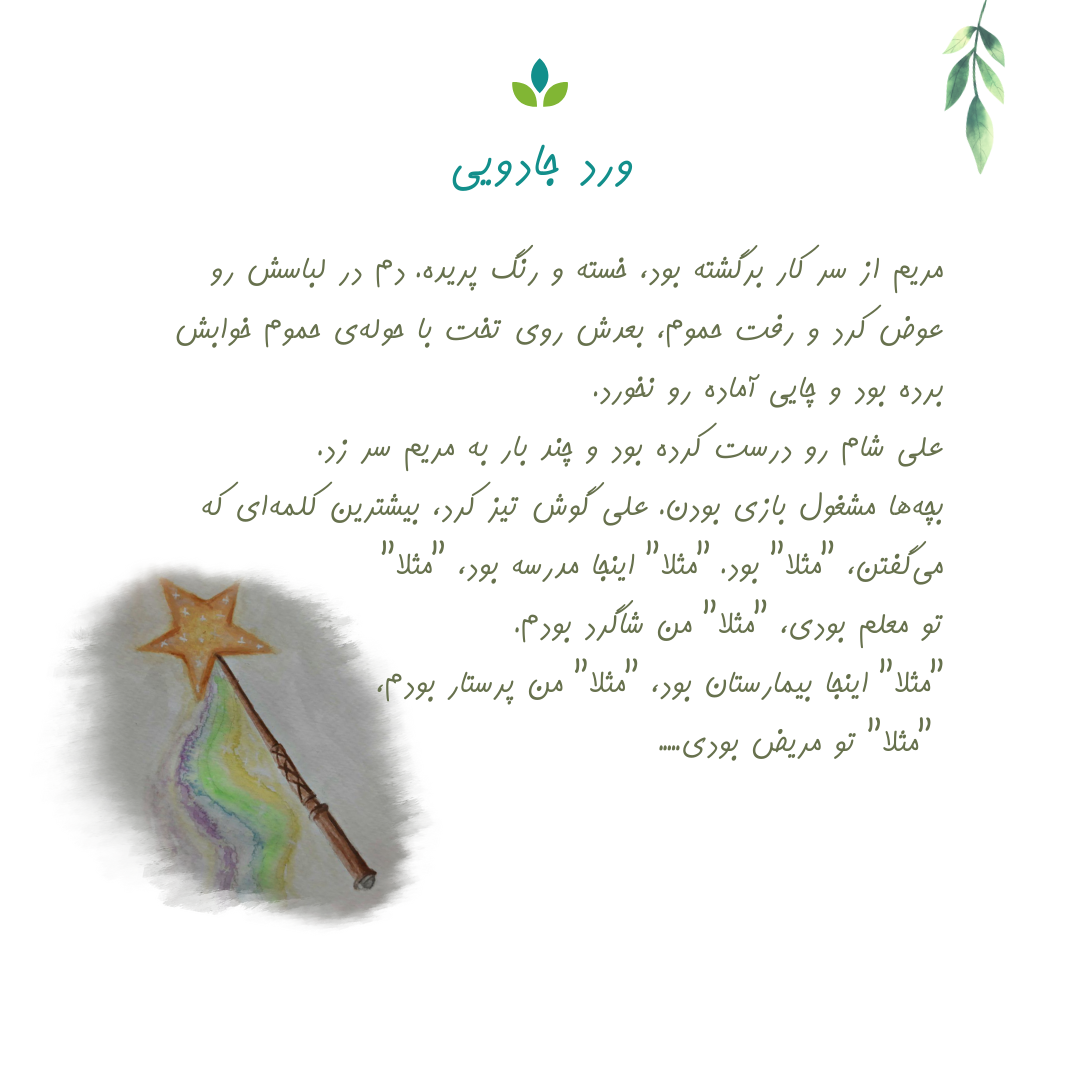 ورد جادویی
مریم از سر کار برگشته بود، خسته و رنگ پریده. دم در لباسش رو
عوض کرد و رفت حموم، بعدش روی تخت با حوله‌ی حموم خوابش
برده بود و چایی آماده رو نخورد.
علی شام رو درست کرده بود و چند بار به مریم سر زد.
بچه‌ها مشغول بازی بودن. علی گوش تیز کرد، بیشترین کلمه‌ای که
می‌گفتن، "مثلا" بود. "مثلا" اینجا مدرسه بود، "مثلا"
تو معلم بودی، "مثلا" من شاگرد بودم.
"مثلا" اینجا بیمارستان بود، "مثلا" من پرستار بودم،
"مثلا" تو مریض بودی.....